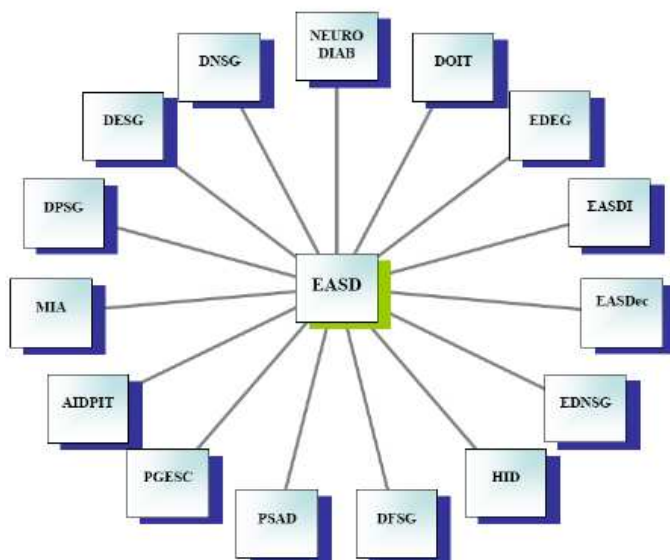 NEURO
DIAB
DNSG
DOIT
DESG
EDEG
DPSG
EASDI
EASD
MIA
EASDec
AIDPIT
EDNSG
PGESC
HID
PSAD
DFSG